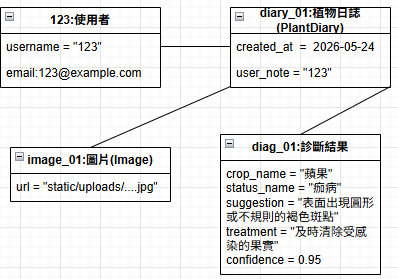 123:使用者
username = "123"
email:123@example.com
diary_01:植物日誌
(PlantDiary)
created_at = 2026-05-24
user_note = "123"
image_01:圖片(Image)
url = "static/uploads/....jpg"
diag_01:診斷結果
crop_name = "蘋果"
status_name = "痂病"
suggestion = "表面出現圓形
或不規則的褐色斑點"
treatment = "及時清除受感
染的果實"
confidence = 0.95